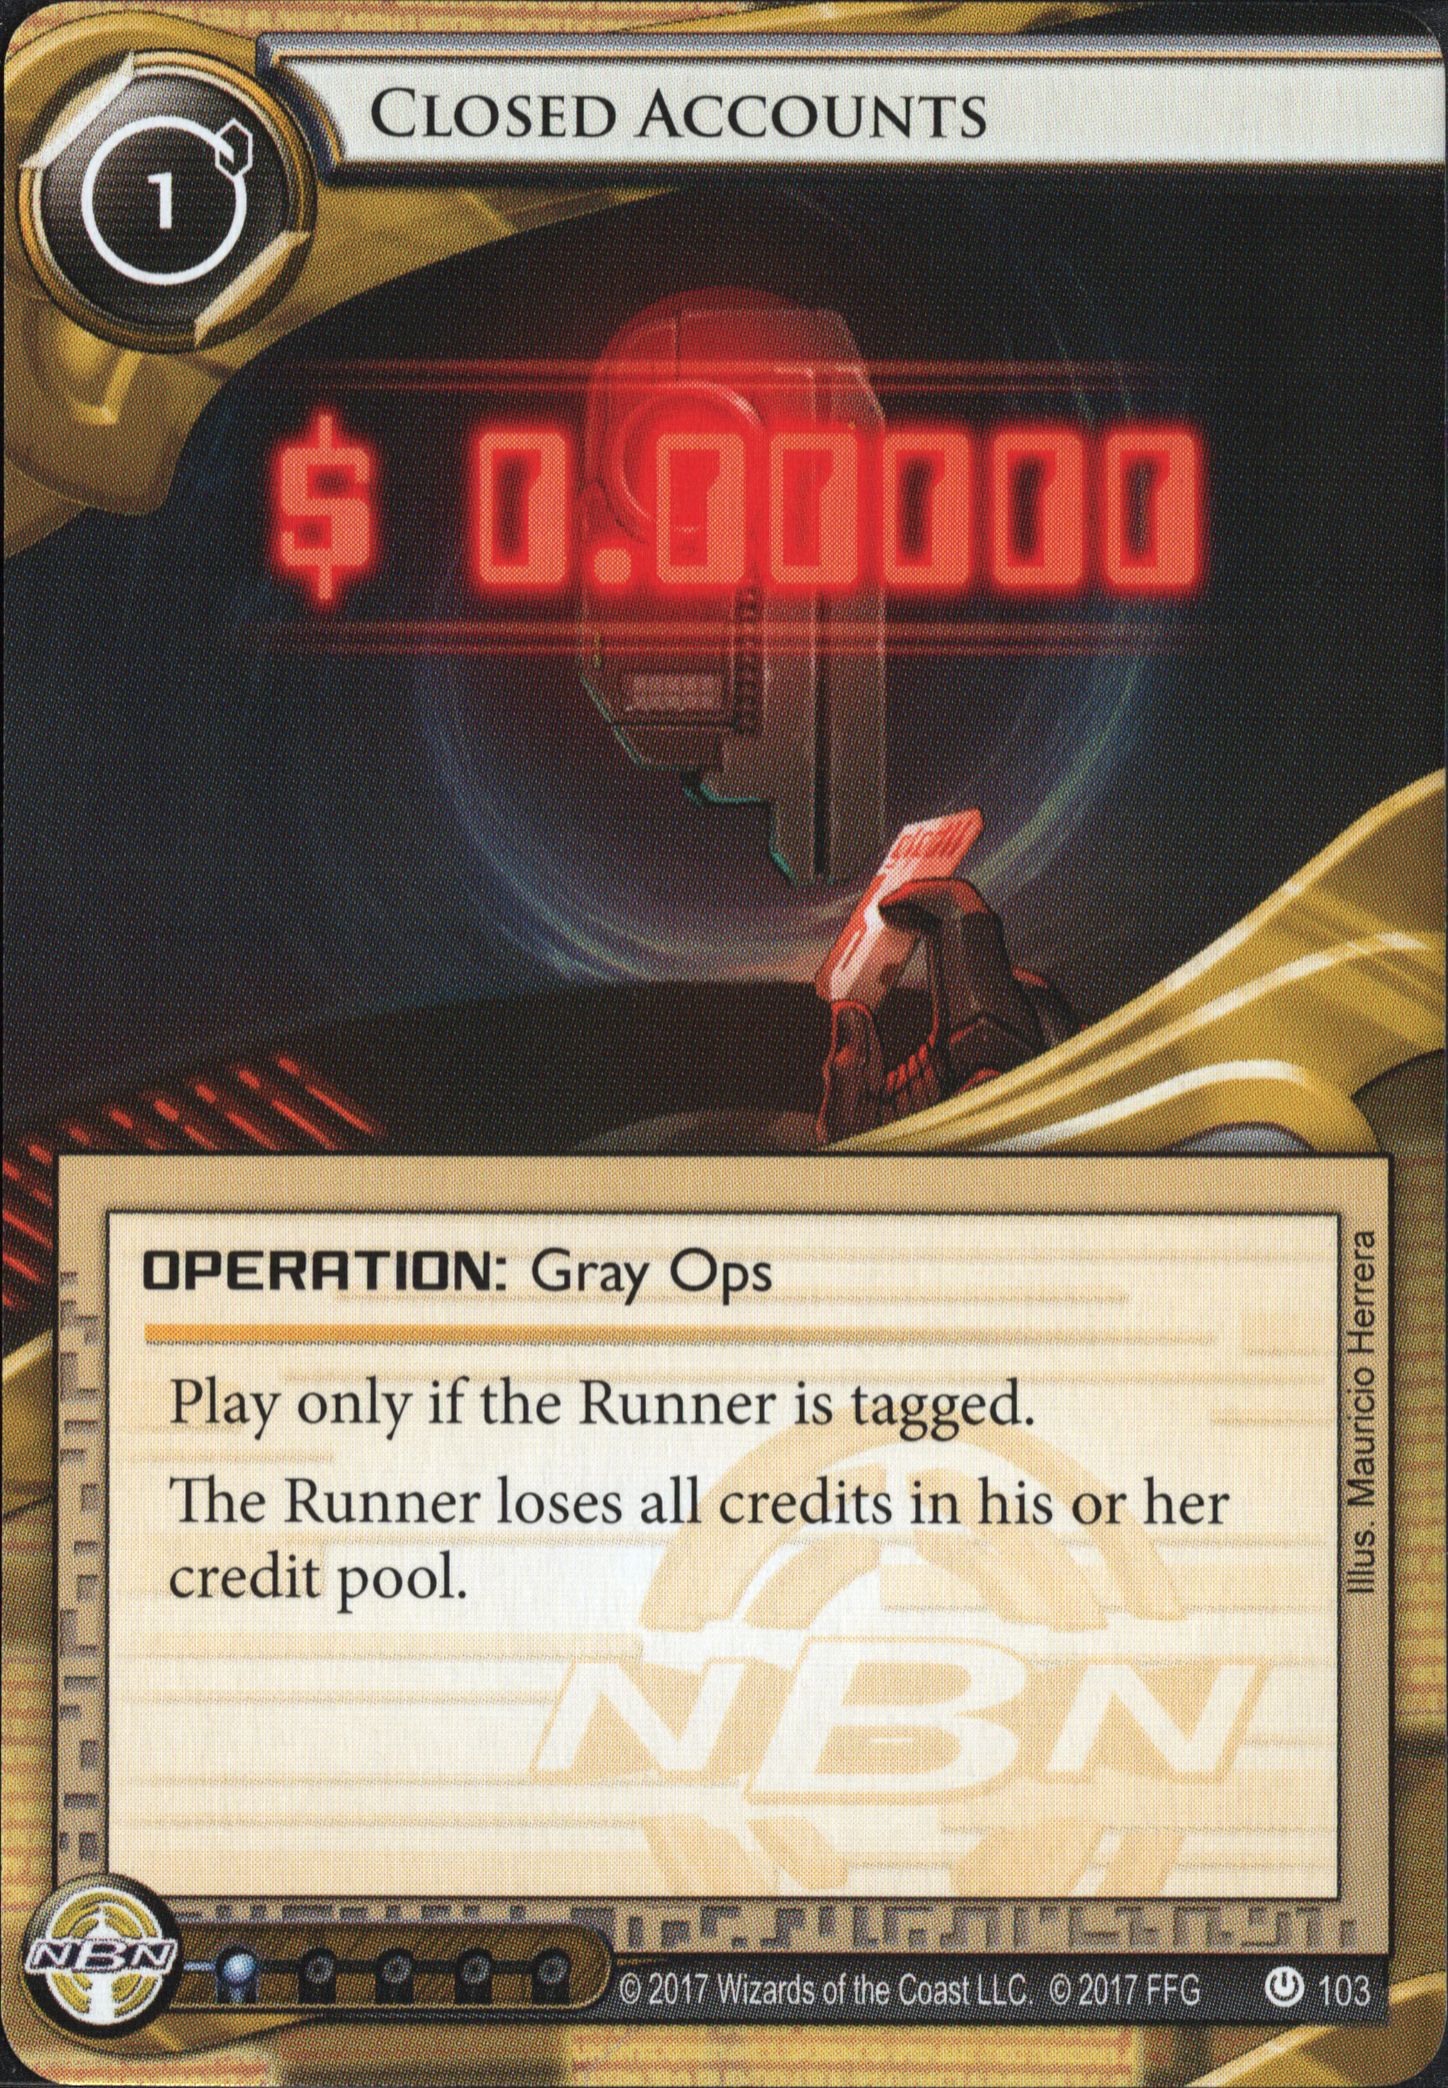 1
CLOSED ACCOUNTS
$ 0.00000
OPERATION: Gray Ops
Play only if the Runner is tagged.
The Runner loses all credits in his or her
credit pool.
NBN
Illus. Mauricio Herrera
NBN
© 2017 Wizards of the Coast LLC. © 2017 FFG 103